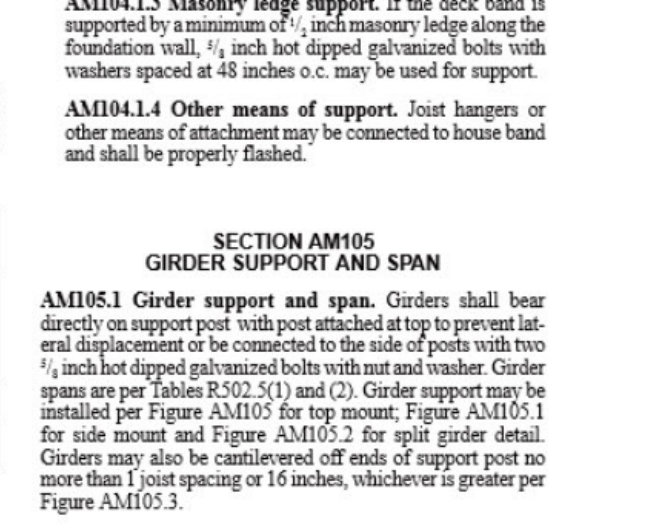 AM104.1.3 Masonry ledge support. If the deck band is
supported by a minimum of 1/2 inch masonry ledge along the
foundation wall, 5/8 inch hot dipped galvanized bolts with
washers spaced at 48 inches o.c. may be used for support.
AM104.1.4 Other means of support. Joist hangers or
other means of attachment may be connected to house band
and shall be properly flashed.
SECTION AM105
GIRDER SUPPORT AND SPAN
AM105.1 Girder support and span. Girders shall bear
directly on support post with post attached at top to prevent lat-
eral displacement or be connected to the side of posts with two
5/8 inch hot dipped galvanized bolts with nut and washer. Girder
spans are per Tables R502.5(1) and (2). Girder support may be
installed per Figure AM105 for top mount; Figure AM105.1
for side mount and Figure AM105.2 for split girder detail.
Girders may also be cantilevered off ends of support post no
more than 1 joist spacing or 16 inches, whichever is greater per
Figure AM105.3.